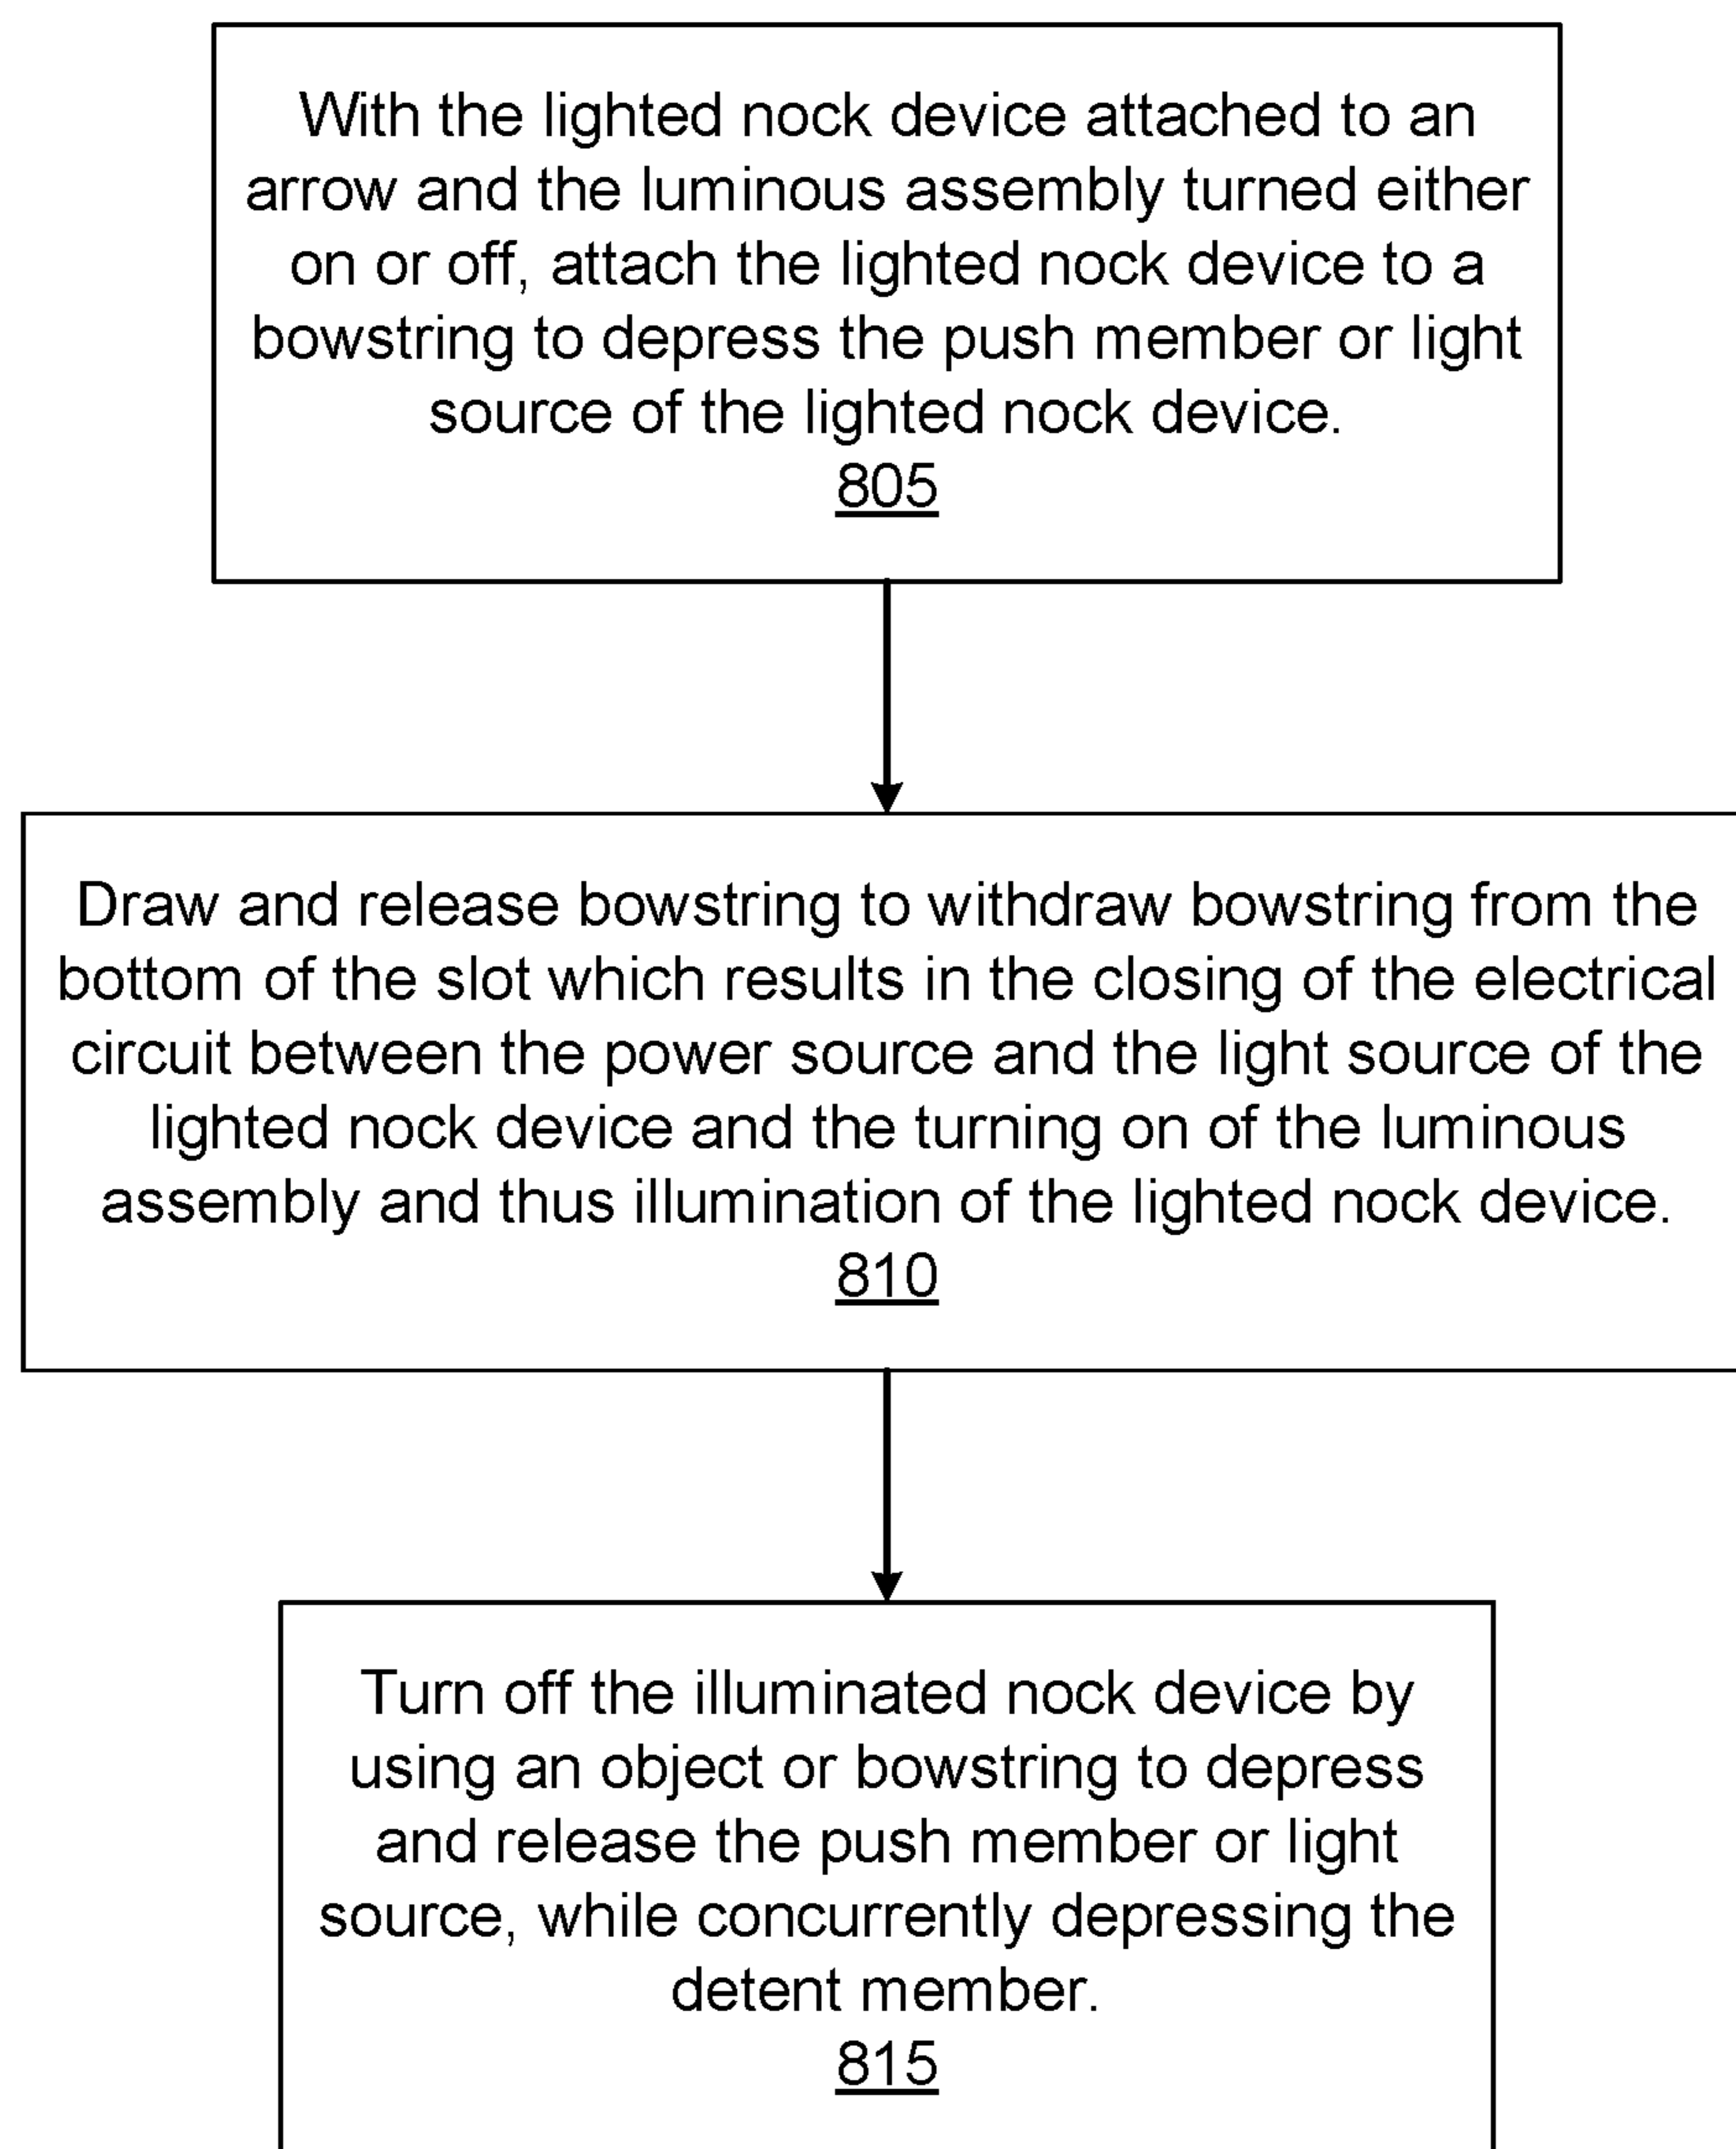 With the lighted nock device attached to an
arrow and the luminous assembly turned either
on or off, attach the lighted nock device to a
bowstring to depress the push member or light
source of the lighted nock device.
805
Draw and release bowstring to withdraw bowstring from the
bottom of the slot which results in the closing of the electrical
circuit between the power source and the light source of the
lighted nock device and the turning on of the luminous
assembly and thus illumination of the lighted nock device.
810
Turn off the illuminated nock device by
using an object or bowstring to depress
and release the push member or light
source, while concurrently depressing the
detent member.
815